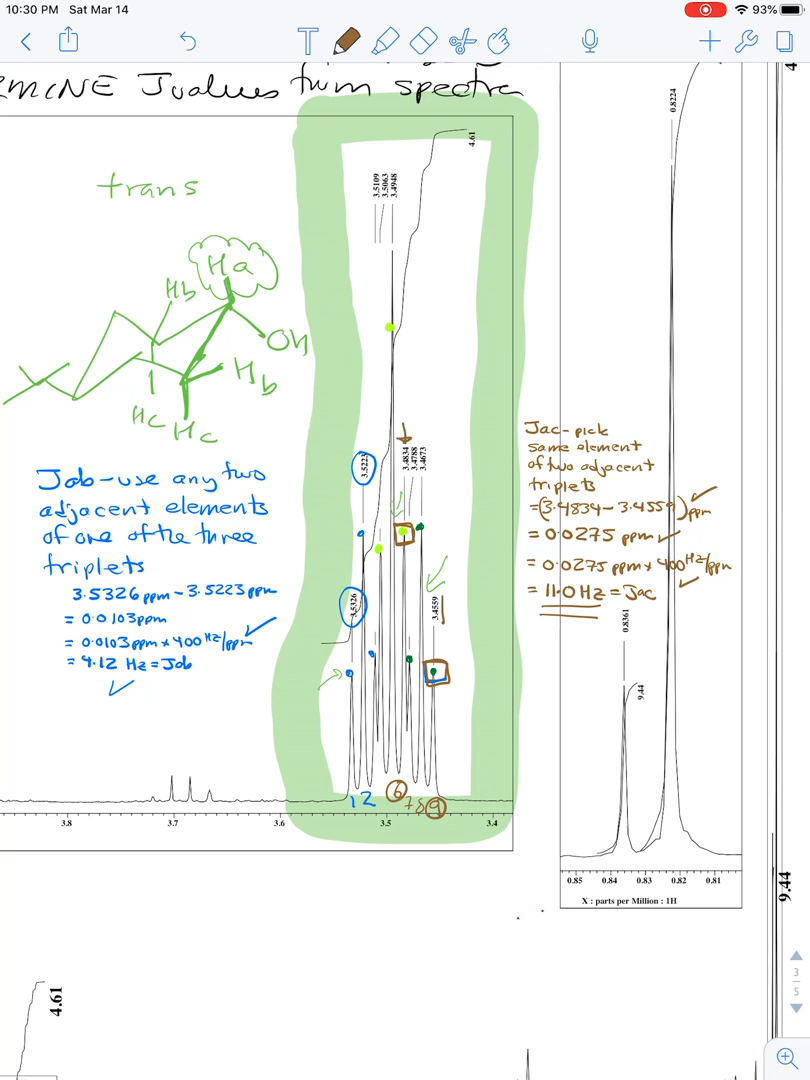 10:30 PM Sat Mar 14
93%
RMINE J values from spectra
4
trans
Ha
Hb
OH
Hb
Hc
Hc
4.61
3.5109
3.5063
3.4948
3.5223
3.4834
3.4788
3.4673
3.5326
3.4559
0.8224
Jab-use any two
adjacent elements
of one of the three
triplets
3.5326 ppm - 3.5223 ppm
= 0.0103 ppm
= 0.0103 ppm x 400 Hz/ppm
= 4.12 Hz = Jab
Jac-pick
same element
of two adjacent
triplets
= (3.4834 - 3.4559) ppm
= 0.0275 ppm
= 0.0275 ppm x 400 Hz/ppm
= 11.0 Hz = Jac
0.8361
9.44
1 2 6 7 8 9
3.8 3.7 3.6 3.5 3.4
0.85 0.84 0.83 0.82 0.81
X : parts per Million : 1H
9.44
4.61
3
5